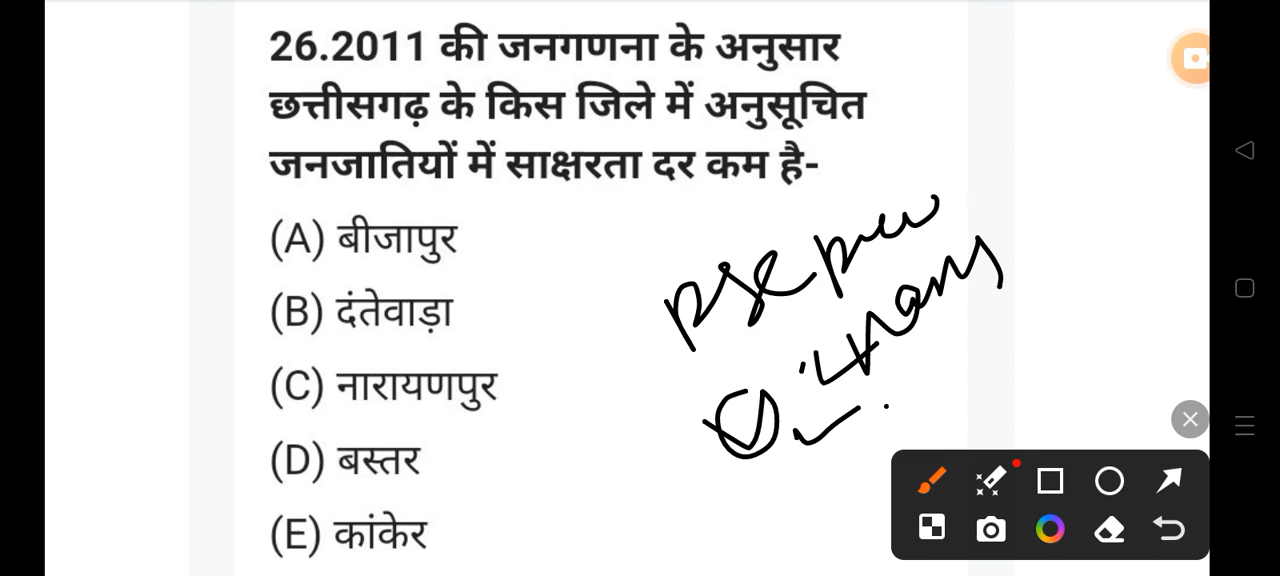 26.2011 की जनगणना के अनुसार
छत्तीसगढ़ के किस जिले में अनुसूचित
जनजातियों में साक्षरता दर कम है-
(A) बीजापुर
(B) दंतेवाड़ा
(C) नारायणपुर
(D) बस्तर
(E) कांकेर